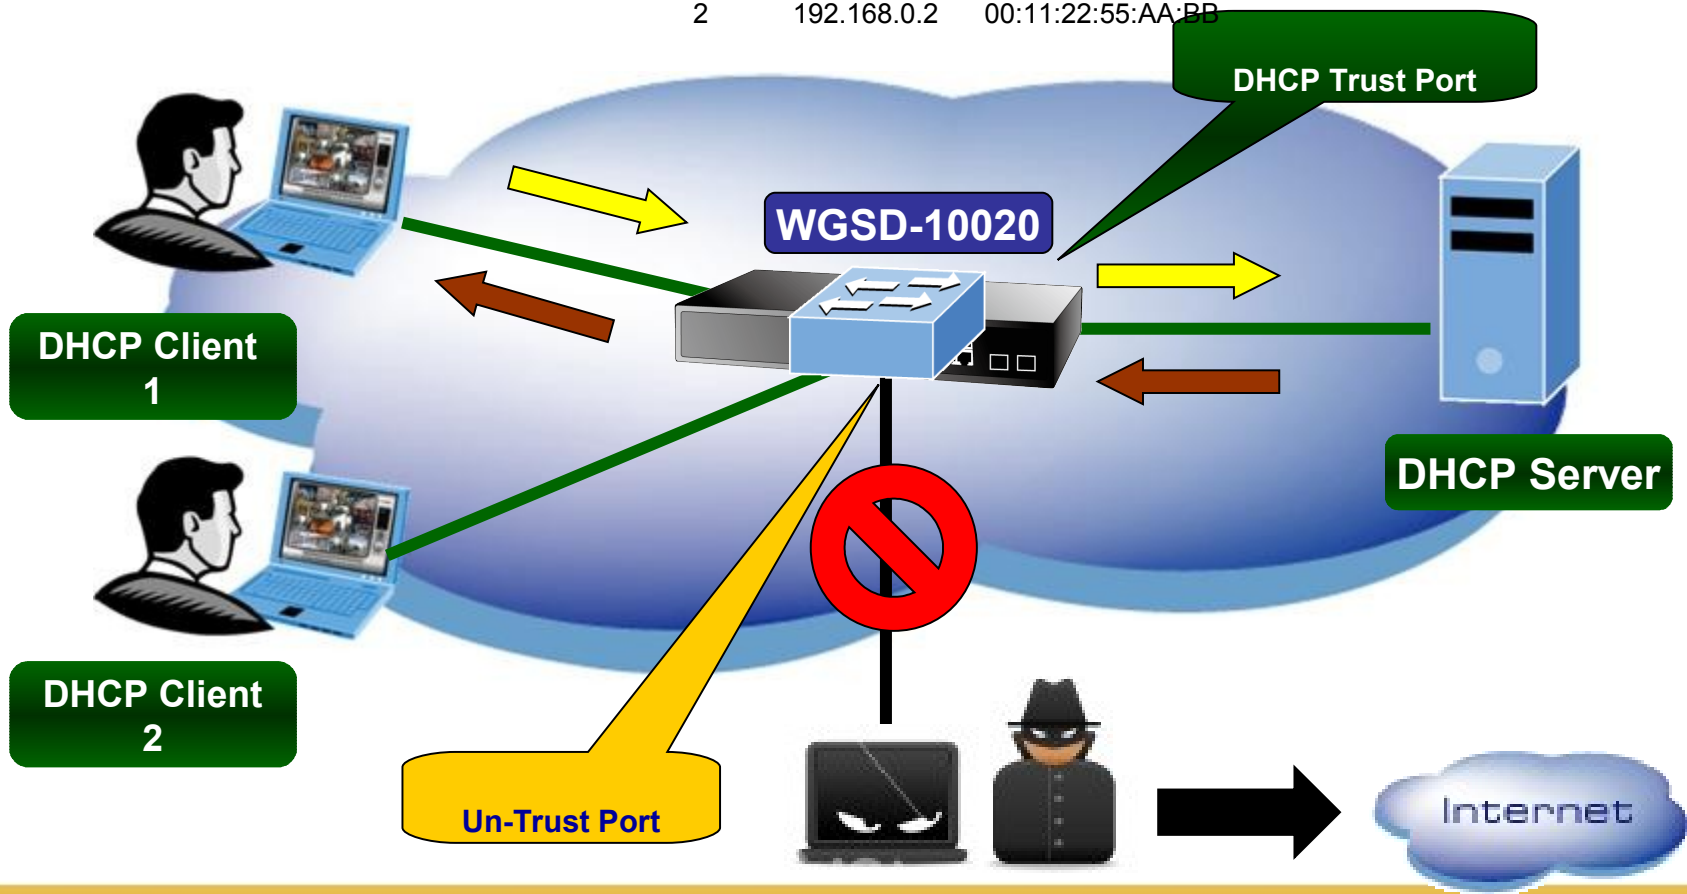 2 192.168.0.2 00:11:22:55:AA:BB
DHCP Trust Port
WGSD-10020
DHCP Client
1
DHCP Server
DHCP Client
2
Un-Trust Port
Internet